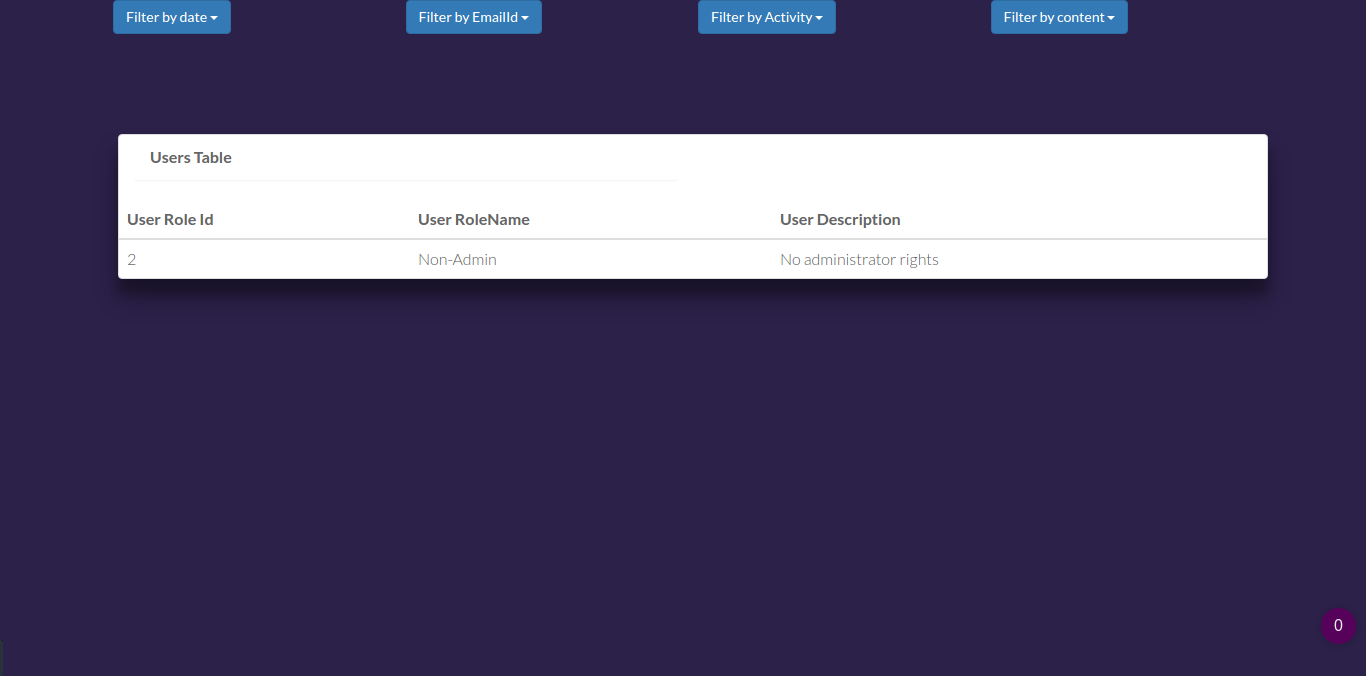 Filter by date
Filter by EmailId
Filter by Activity
Filter by content
Users Table
User Role Id User RoleName User Description
2 Non-Admin No administrator rights
0